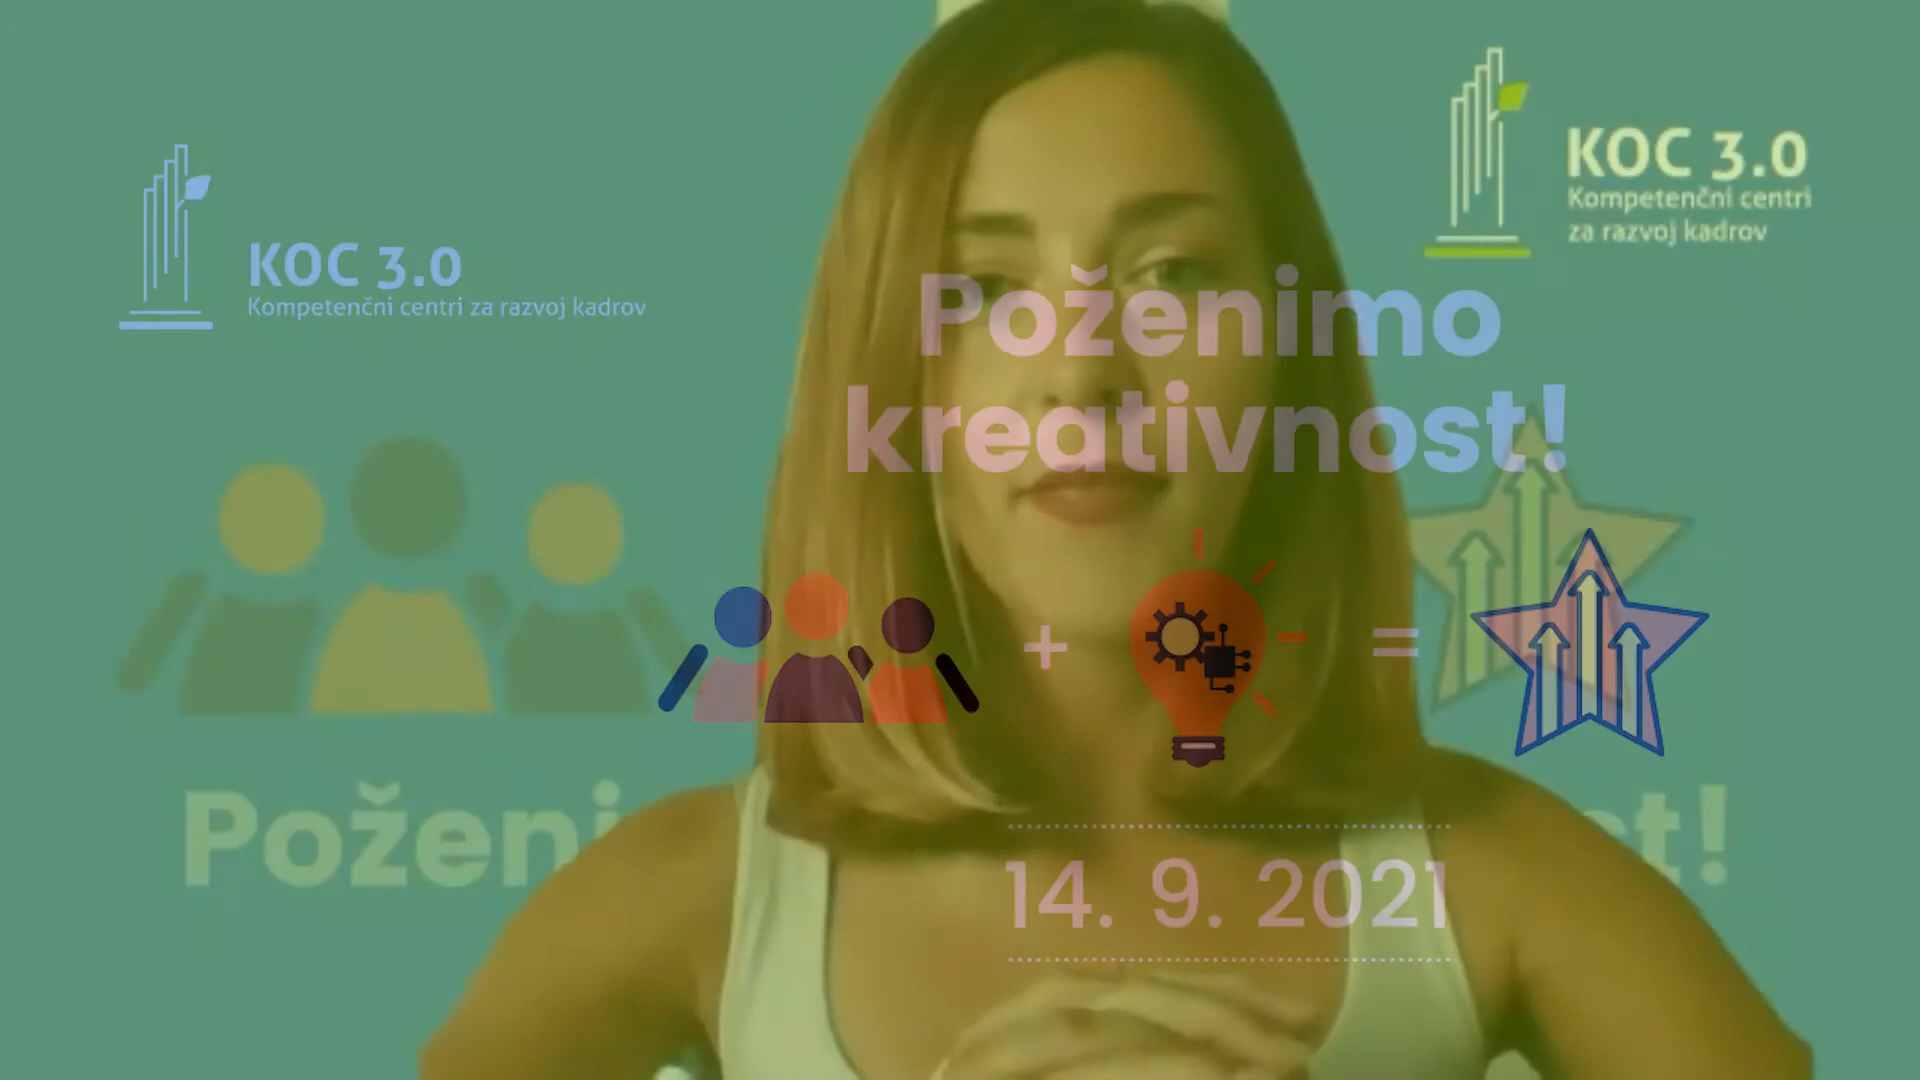 KOC 3.0
Kompetenčni centri
za razvoj kadrov
KOC 3.0
Kompetenčni centri za razvoj kadrov
Poženimo
kreativnost!
+ =
14. 9. 2021